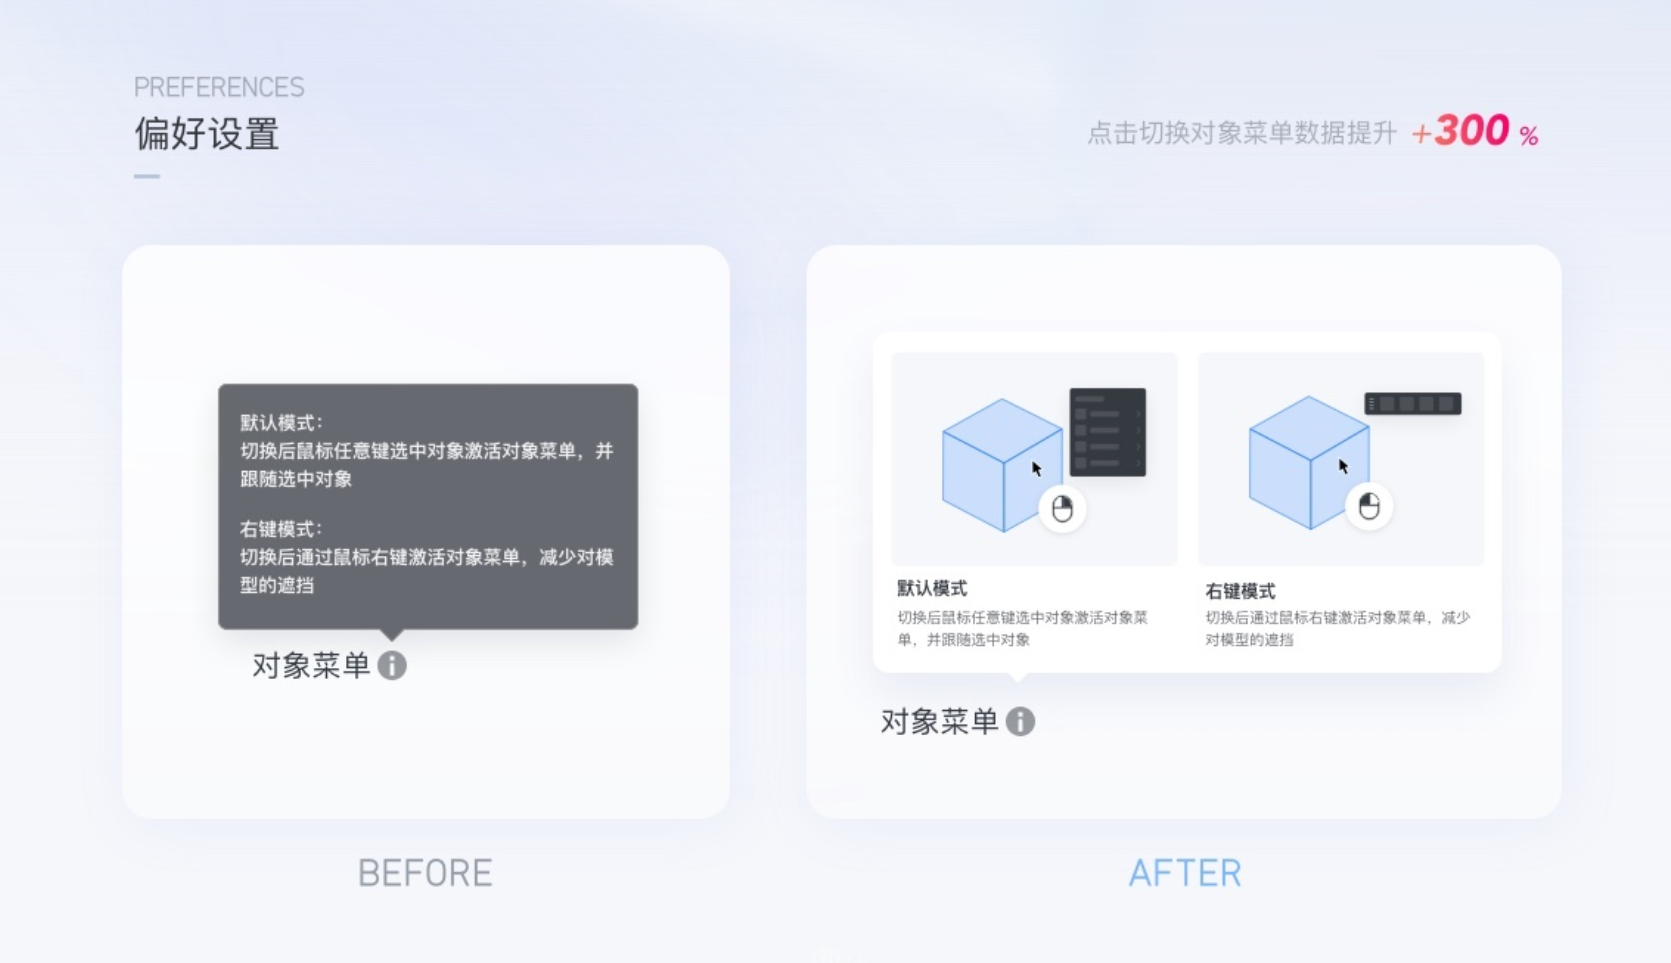 PREFERENCES
偏好设置
点击切换对象菜单数据提升 +300 %
默认模式：
切换后鼠标任意键选中对象激活对象菜单，并
跟随选中对象
右键模式：
切换后通过鼠标右键激活对象菜单，减少对模
型的遮挡
对象菜单
BEFORE
默认模式
切换后鼠标任意键选中对象激活对象菜
单，并跟随选中对象
右键模式
切换后通过鼠标右键激活对象菜单，减少
对模型的遮挡
对象菜单
AFTER